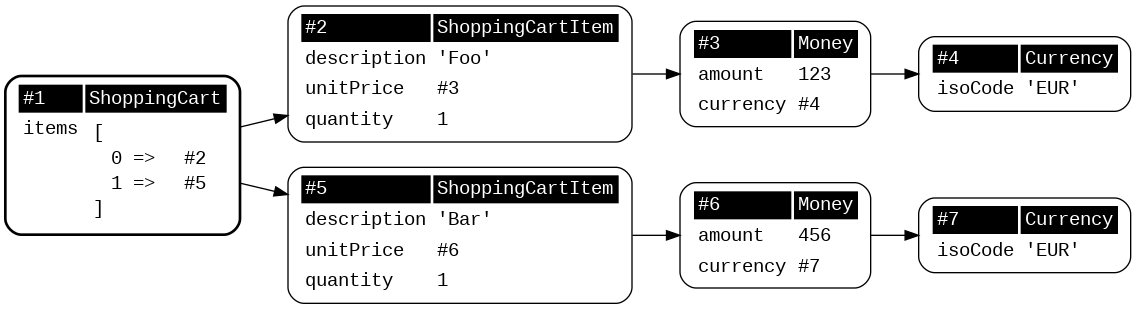 #1 ShoppingCart
items [
0 => #2
1 => #5
]
#2 ShoppingCartItem
description 'Foo'
unitPrice #3
quantity 1
#3 Money
amount 123
currency #4
#4 Currency
isoCode 'EUR'
#5 ShoppingCartItem
description 'Bar'
unitPrice #6
quantity 1
#6 Money
amount 456
currency #7
#7 Currency
isoCode 'EUR'